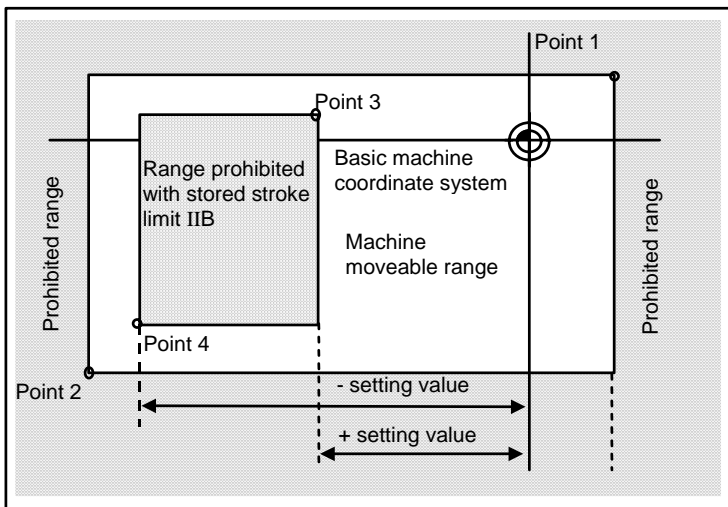 Point 1
Point 3
Range prohibited
with stored stroke
limit IIB
Basic machine
coordinate system
Machine
moveable range
Prohibited range
Prohibited range
Point 4
Point 2
- setting value
+ setting value